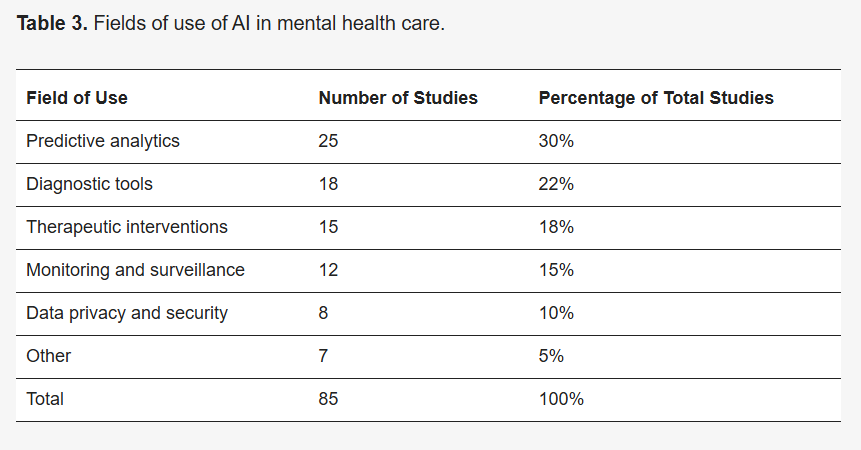 Table 3. Fields of use of AI in mental health care.
Field of Use Number of Studies Percentage of Total Studies
Predictive analytics 25 30%
Diagnostic tools 18 22%
Therapeutic interventions 15 18%
Monitoring and surveillance 12 15%
Data privacy and security 8 10%
Other 7 5%
Total 85 100%